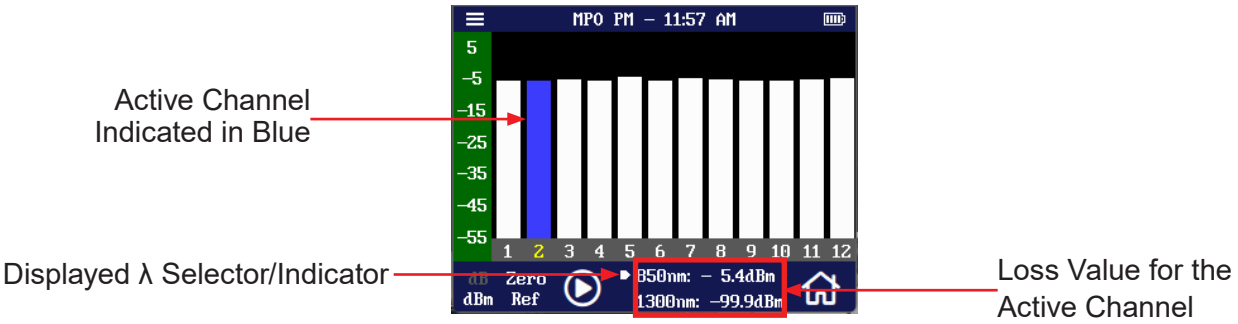 MPO PM – 11:57 AM
5
–5
–15
–25
–35
–45
–55
1 2 3 4 5 6 7 8 9 10 11 12
dB Zero
dBm Ref
850nm: – 5.4dBm
1300nm: –99.9dBm
Active Channel
Indicated in Blue
Displayed λ Selector/Indicator
Loss Value for the
Active Channel